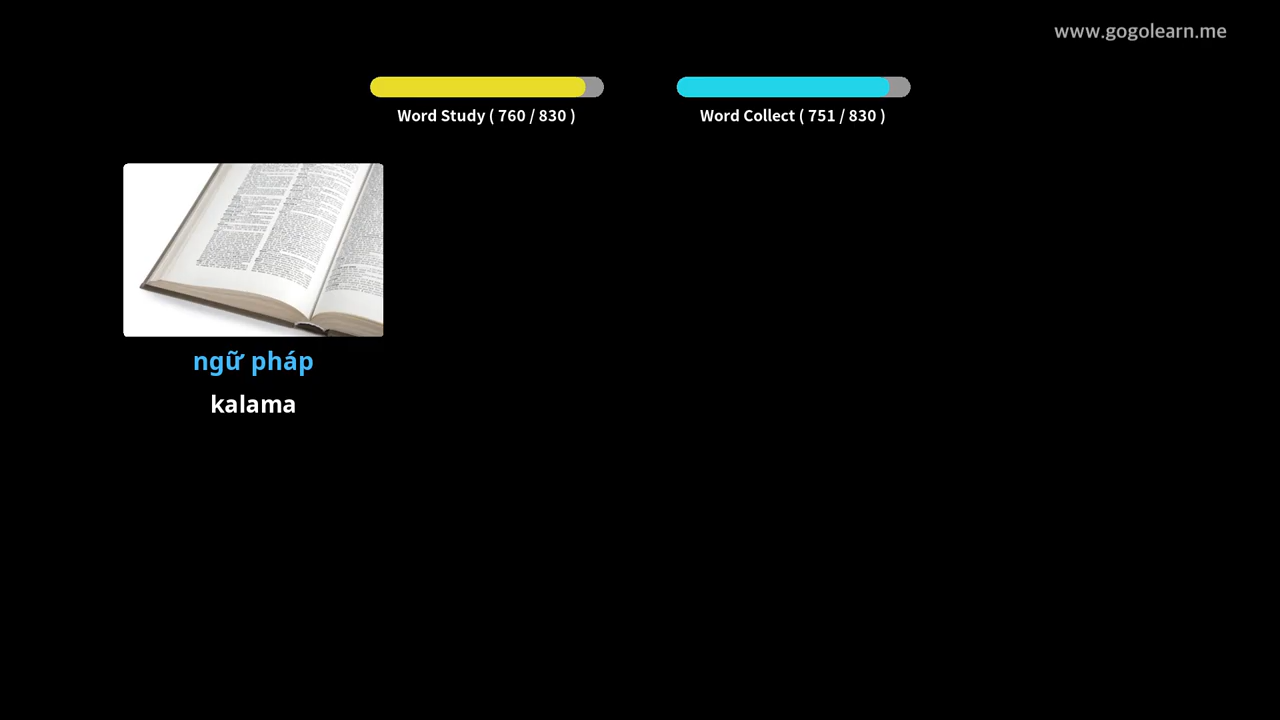 www.gogolearn.me
Word Study ( 760 / 830 )
Word Collect ( 751 / 830 )
ngữ pháp
kalama